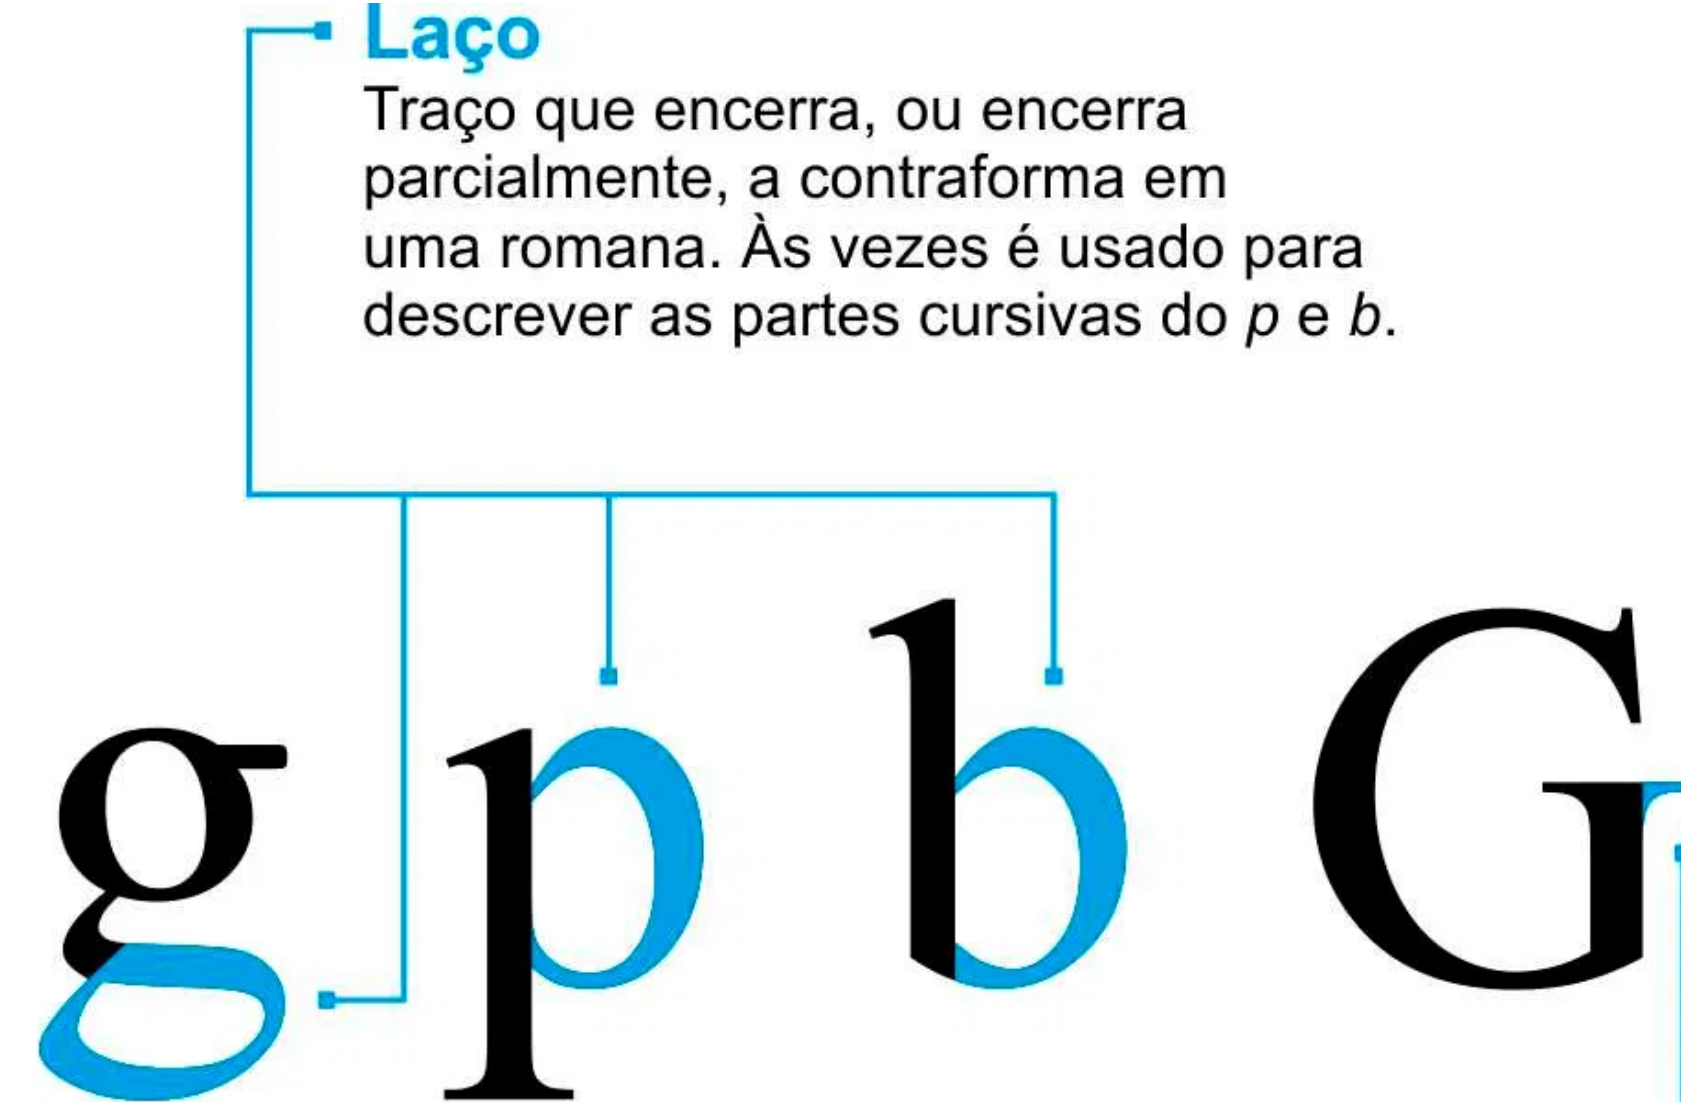 Laço
Traço que encerra, ou encerra
parcialmente, a contraforma em
uma romana. Às vezes é usado para
descrever as partes cursivas do p e b.
g p b G